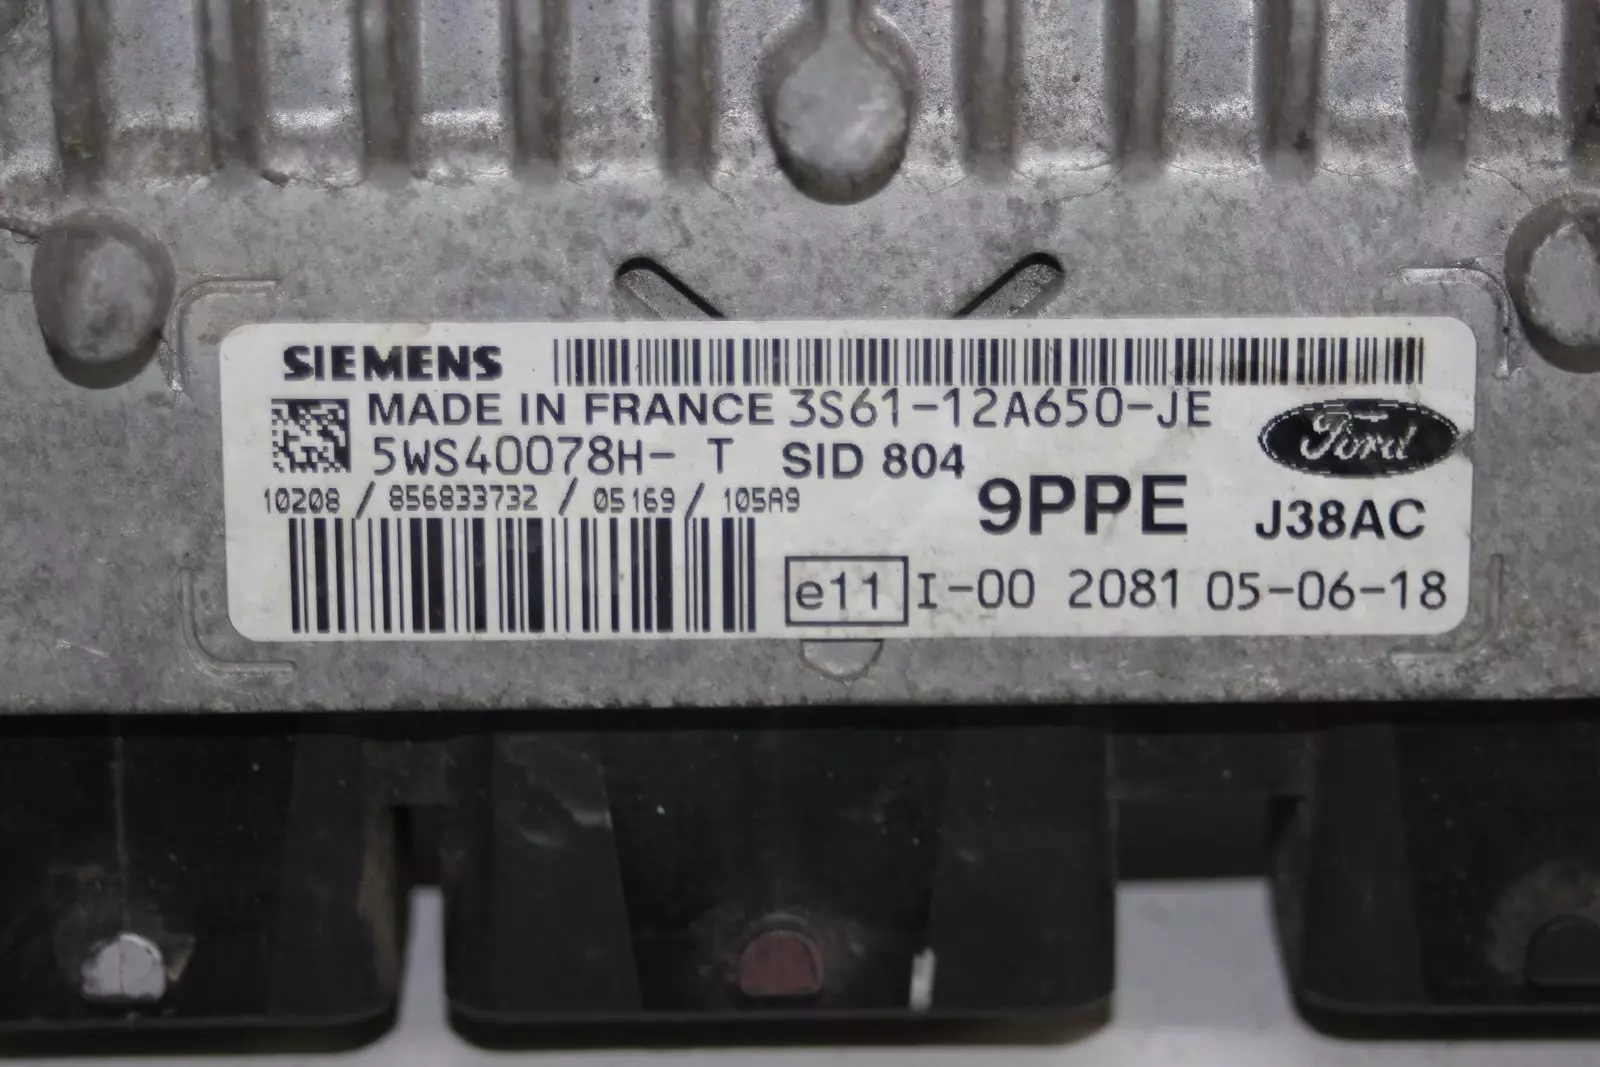 SIEMENS
MADE IN FRANCE 3S61-12A650-JE
Ford
5WS40078H- T SID 804
10208 / 856833732 / 05169 / 105A9
9PPE J38AC
e11 I-00 2081 05-06-18